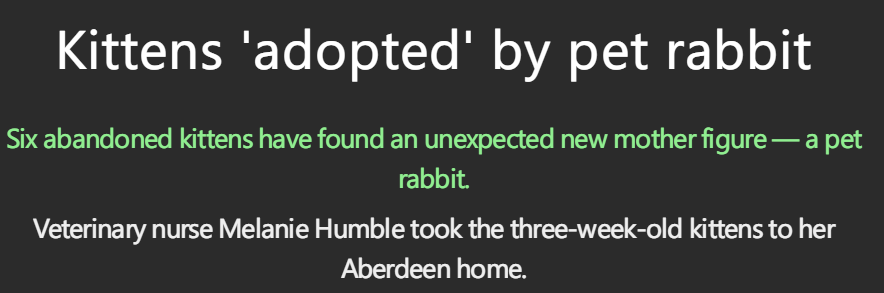 Kittens 'adopted' by pet rabbit
Six abandoned kittens have found an unexpected new mother figure — a pet
rabbit.
Veterinary nurse Melanie Humble took the three-week-old kittens to her
Aberdeen home.